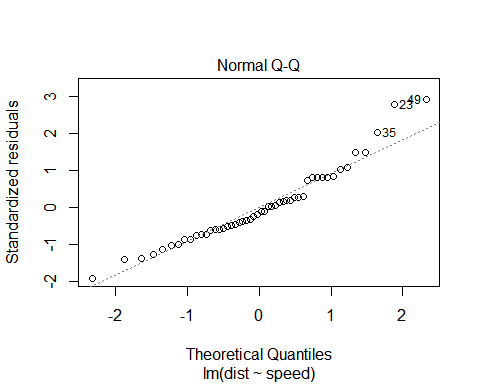 Normal Q-Q
Standardized residuals
3
2
1
0
-1
-2
49
23
35
-2 -1 0 1 2
Theoretical Quantiles
lm(dist ~ speed)